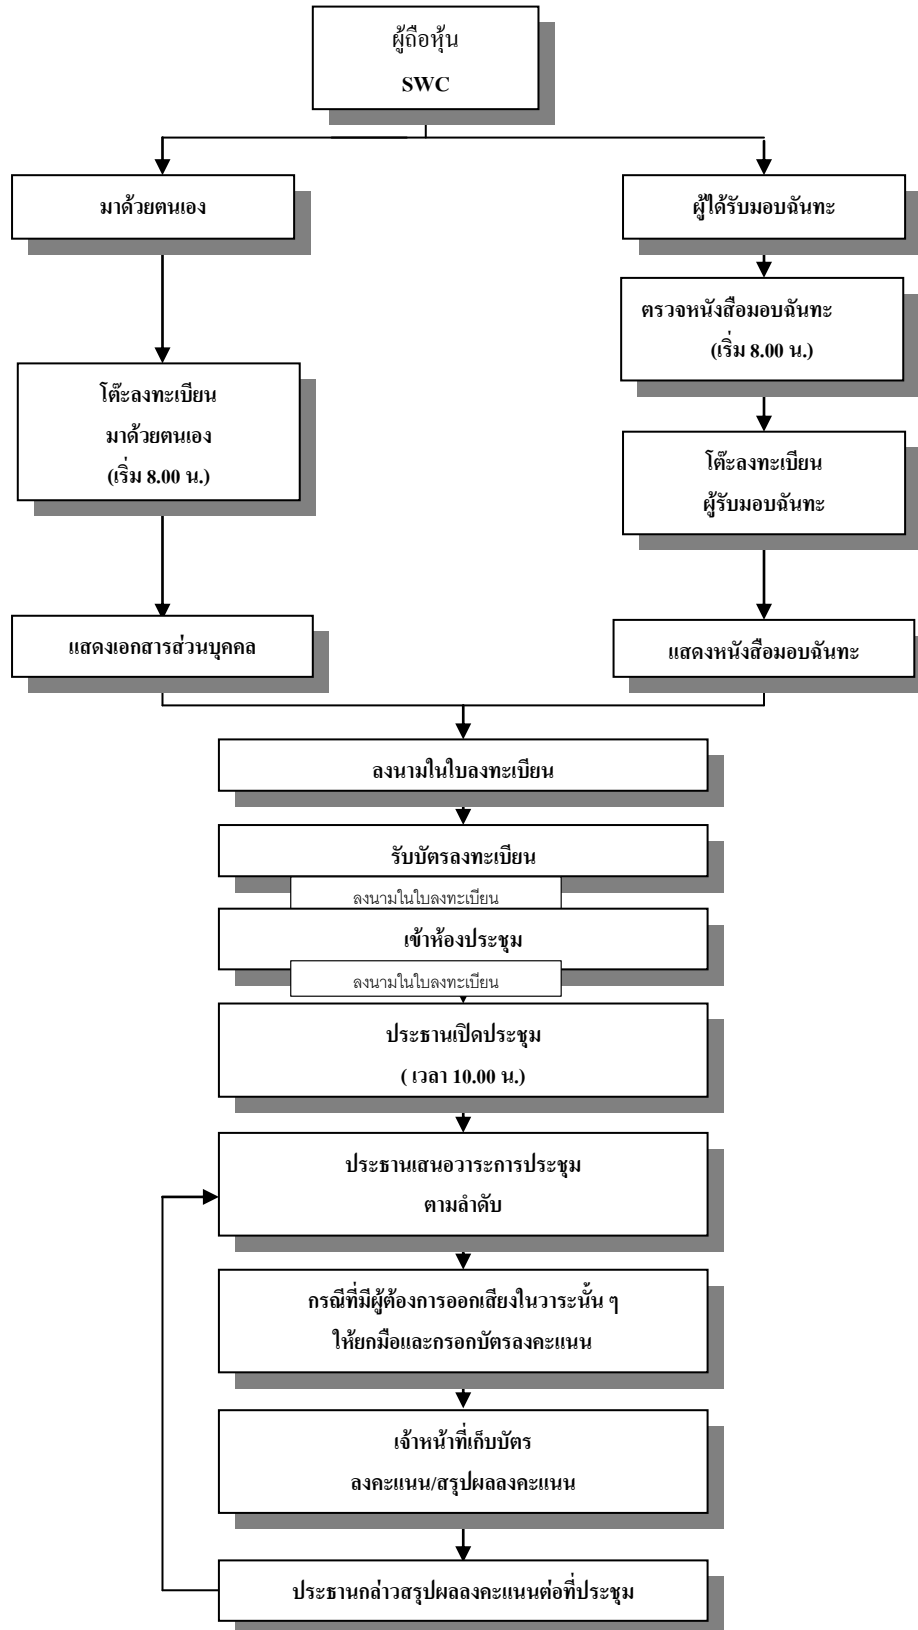 ผู้ถือหุ้น
SWC
มาด้วยตนเอง
ผู้ได้รับมอบฉันทะ
ตรวจหนังสือมอบฉันทะ
(เริ่ม 8.00 น.)
โต๊ะลงทะเบียน
มาด้วยตนเอง
(เริ่ม 8.00 น.)
โต๊ะลงทะเบียน
ผู้รับมอบฉันทะ
แสดงเอกสารส่วนบุคคล
แสดงหนังสือมอบฉันทะ
ลงนามในใบลงทะเบียน
รับบัตรลงทะเบียน
ลงนามในใบลงทะเบียน
เข้าห้องประชุม
ลงนามในใบลงทะเบียน
ประธานเปิดประชุม
( เวลา 10.00 น.)
ประธานเสนอวาระการประชุม
ตามลำดับ
กรณีที่มีผู้ต้องการออกเสียงในวาระนั้น ๆ
ให้ยกมือและกรอกบัตรลงคะแนน
เจ้าหน้าที่เก็บบัตร
ลงคะแนน/สรุปผลลงคะแนน
ประธานกล่าวสรุปผลลงคะแนนต่อที่ประชุม